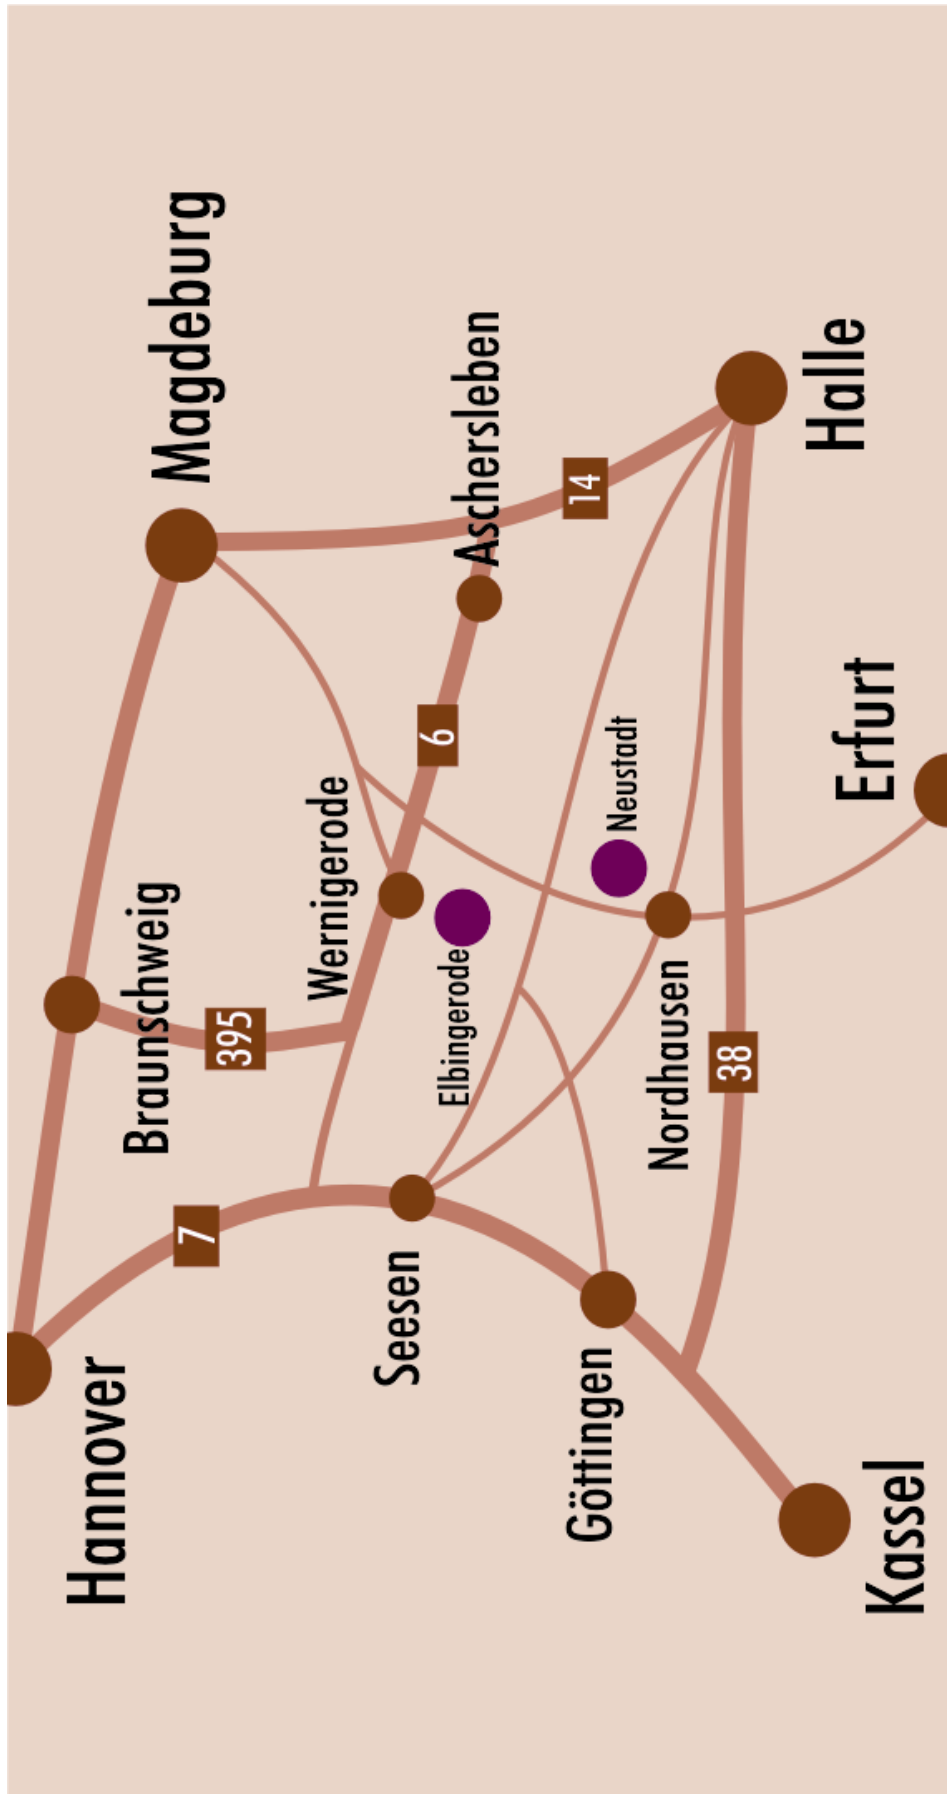 Hannover
Braunschweig
Magdeburg
7
395
Wernigerode
Seesen
Elbingerode
6
Aschersleben
14
Göttingen
Nordhausen
Neustadt
38
Halle
Kassel
Erfurt